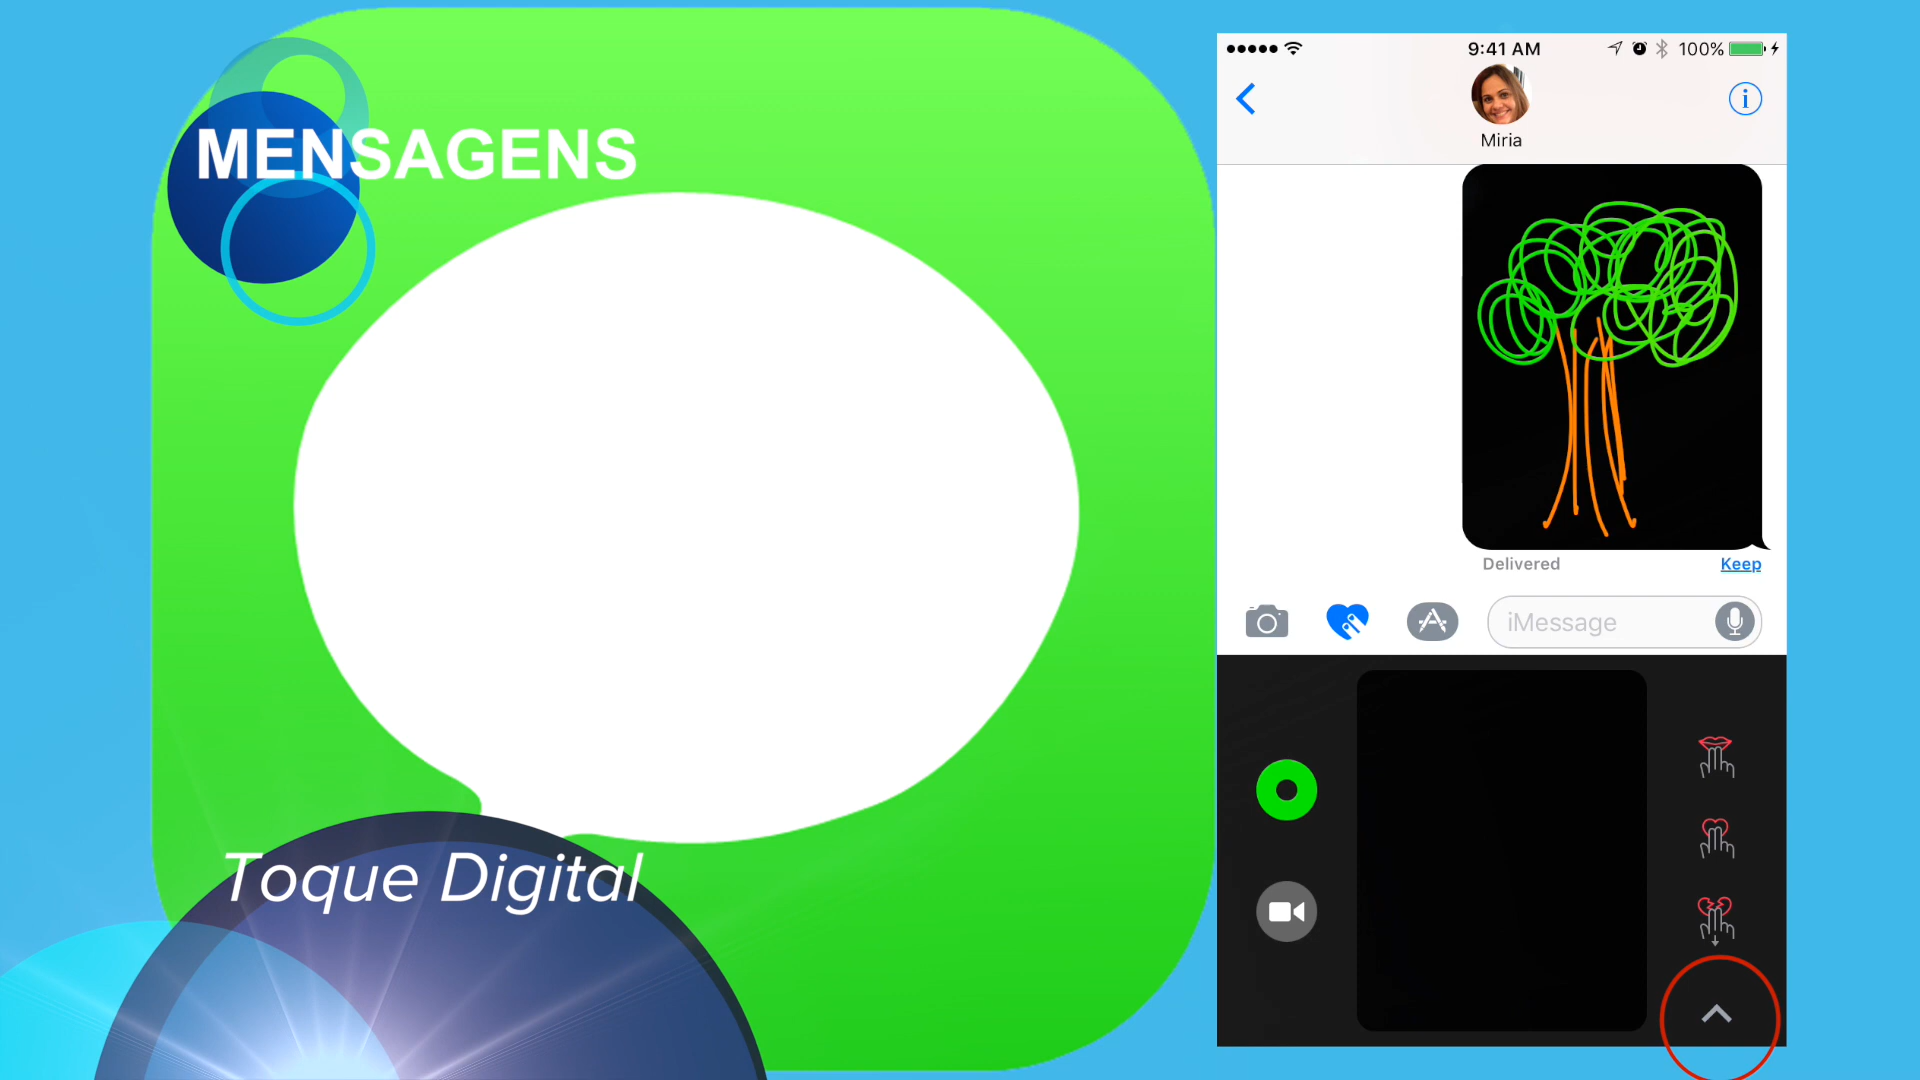 MENSAGENS
Toque Digital
9:41 AM
100%
Miria
Delivered
Keep
iMessage